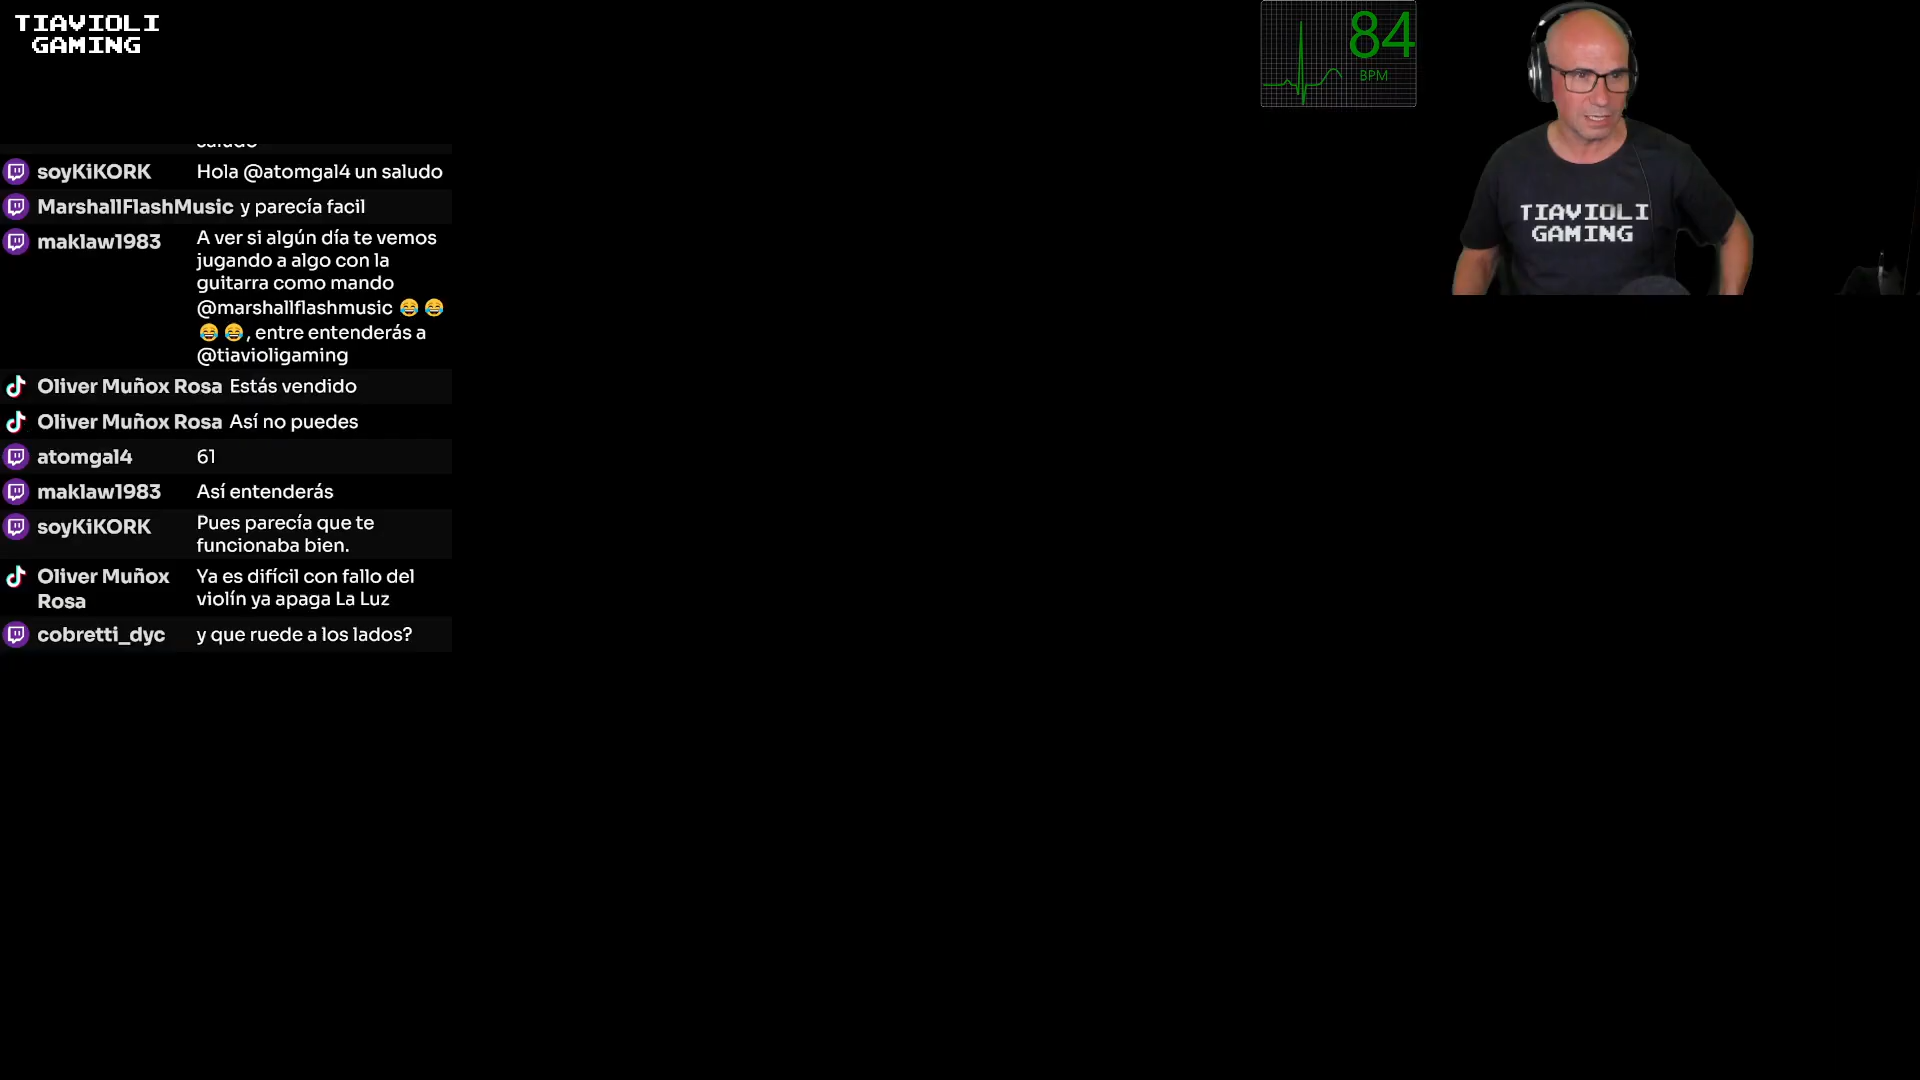 TIAVIOLI
GAMING
84
BPM
TIAVIOLI
GAMING
saludo
soyKiKORK Hola @atomgal4 un saludo
MarshallFlashMusic y parecía facil
maklaw1983 A ver si algún día te vemos
jugando a algo con la
guitarra como mando
@marshallflashmusic 😂 😂
😂 😂, entre entenderás a
@tiavioligaming
Oliver Muñox Rosa Estás vendido
Oliver Muñox Rosa Así no puedes
atomgal4 61
maklaw1983 Así entenderás
soyKiKORK Pues parecía que te
funcionaba bien.
Oliver Muñox Ya es difícil con fallo del
Rosa violín ya apaga La Luz
cobretti_dyc y que ruede a los lados?